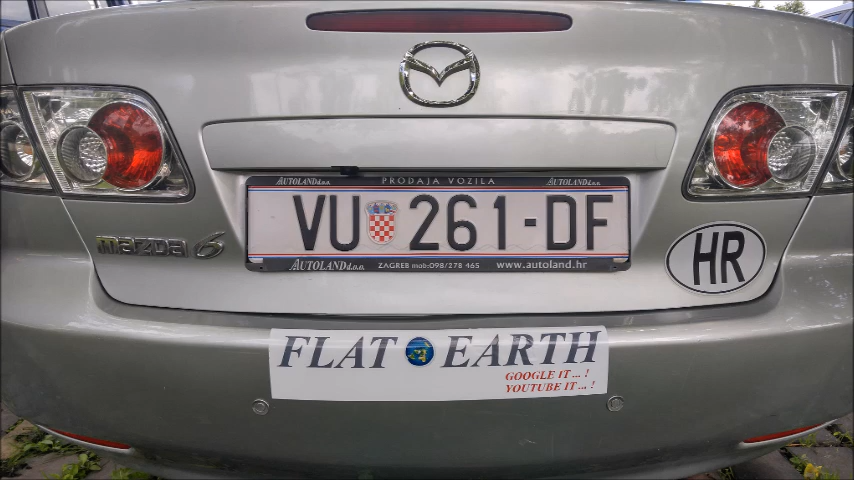 AUTOLAND d.o.o. PRODAJA VOZILA AUTOLAND d.o.o.
VU 261-DF
AUTOLAND d.o.o. ZAGREB mob:098/278 465 www.autoland.hr
mazda 6
HR
FLAT EARTH
GOOGLE IT ... !
YOUTUBE IT ... !